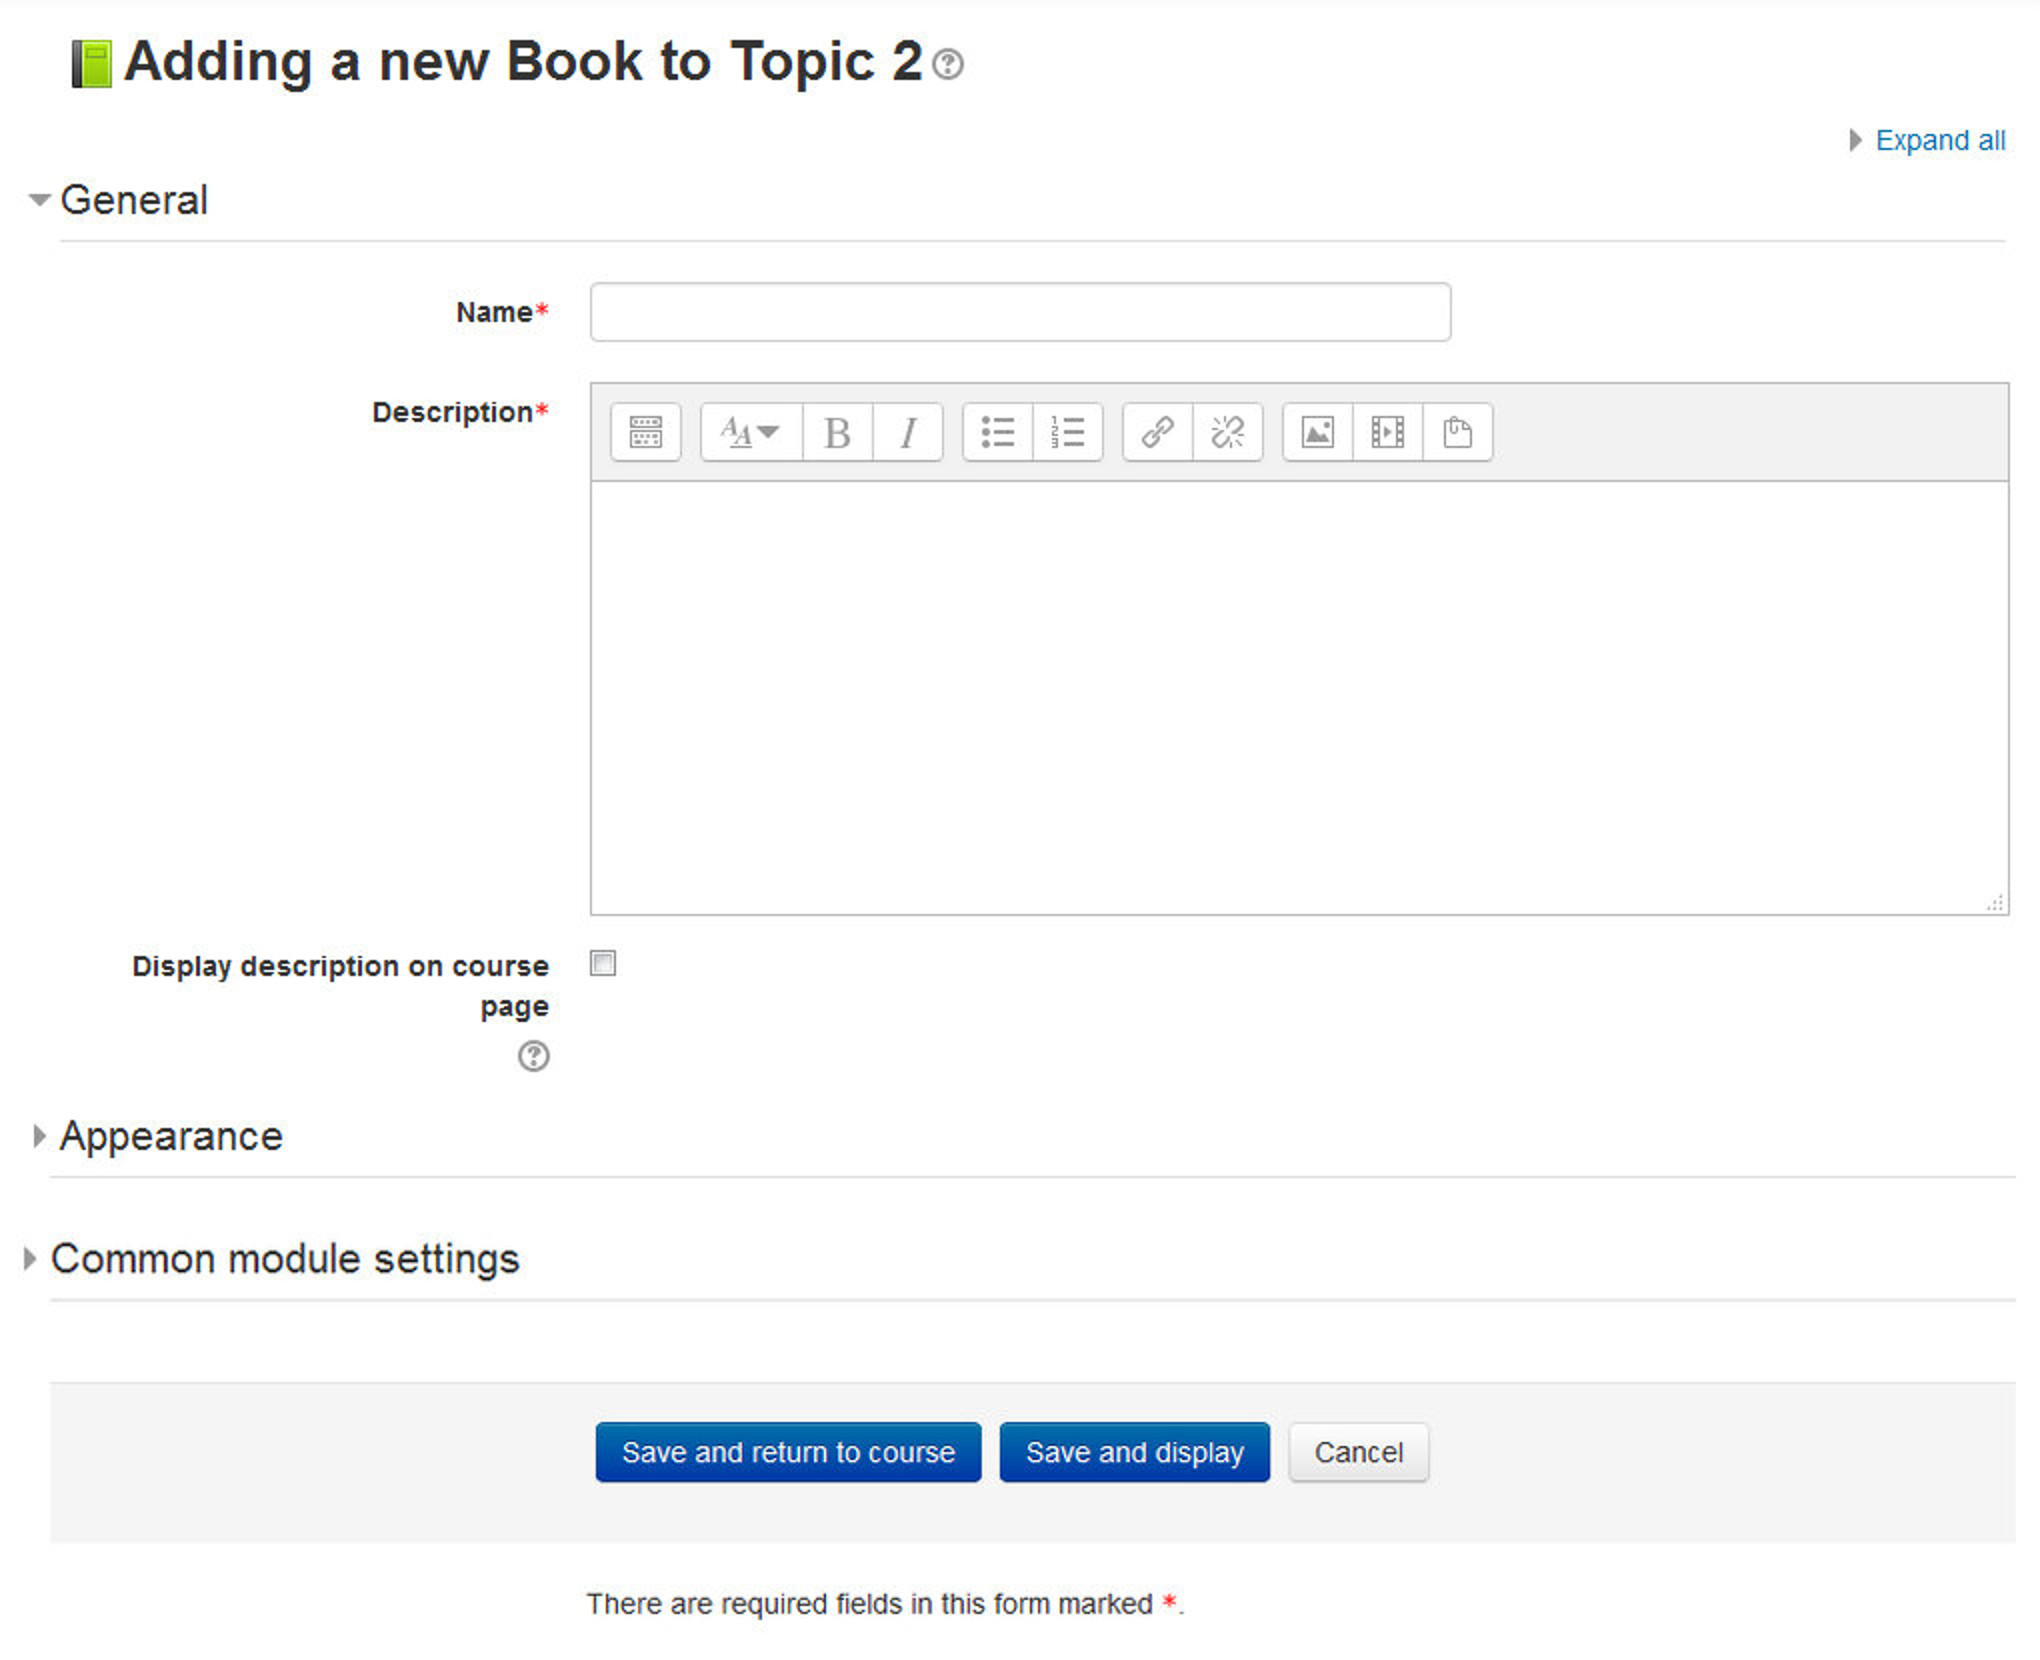 Adding a new Book to Topic 2
Expand all
General
Name*
Description*
Display description on course
page
Appearance
Common module settings
Save and return to course
Save and display
Cancel
There are required fields in this form marked *.